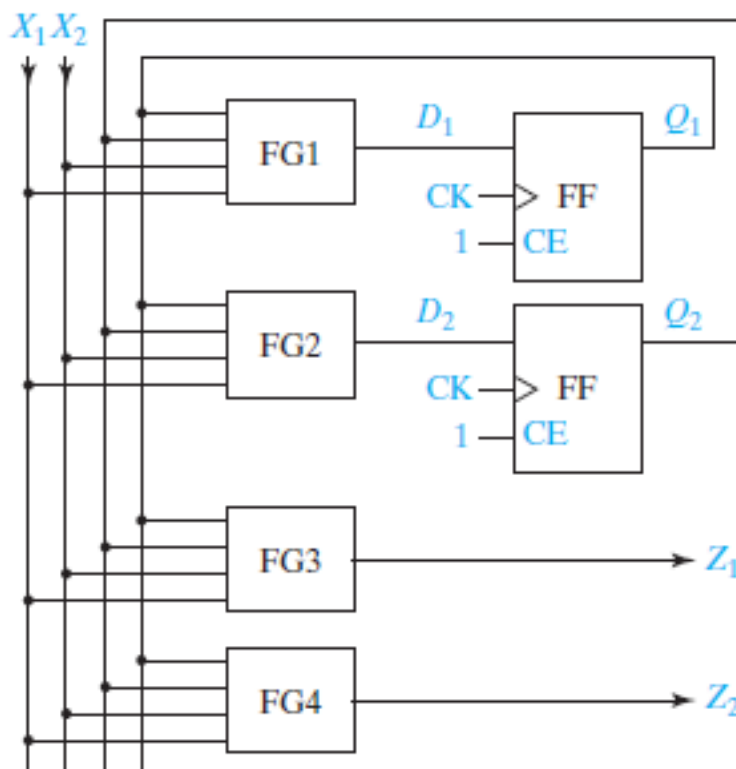 X₁ X₂
FG1
D₁
Q₁
CK
FF
1
CE
FG2
D₂
Q₂
CK
FF
1
CE
FG3
Z₁
FG4
Z₂